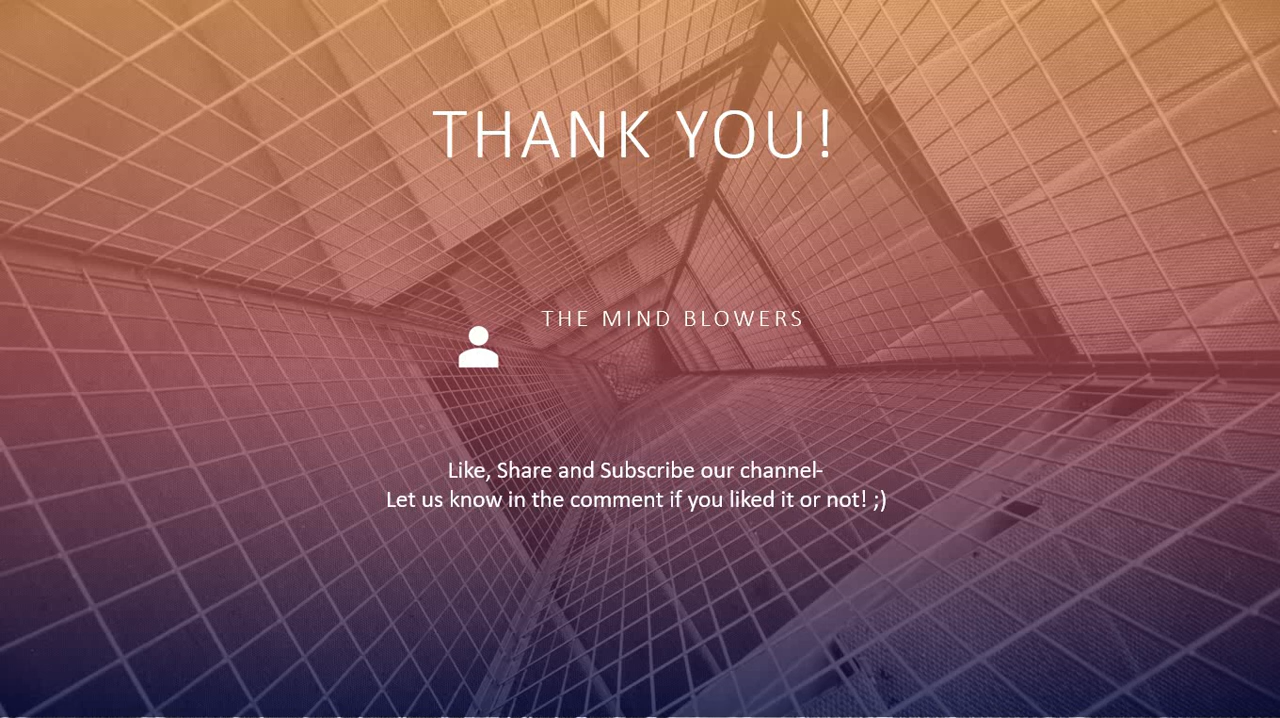 THANK YOU!
THE MIND BLOWERS
Like, Share and Subscribe our channel-
Let us know in the comment if you liked it or not! ;)